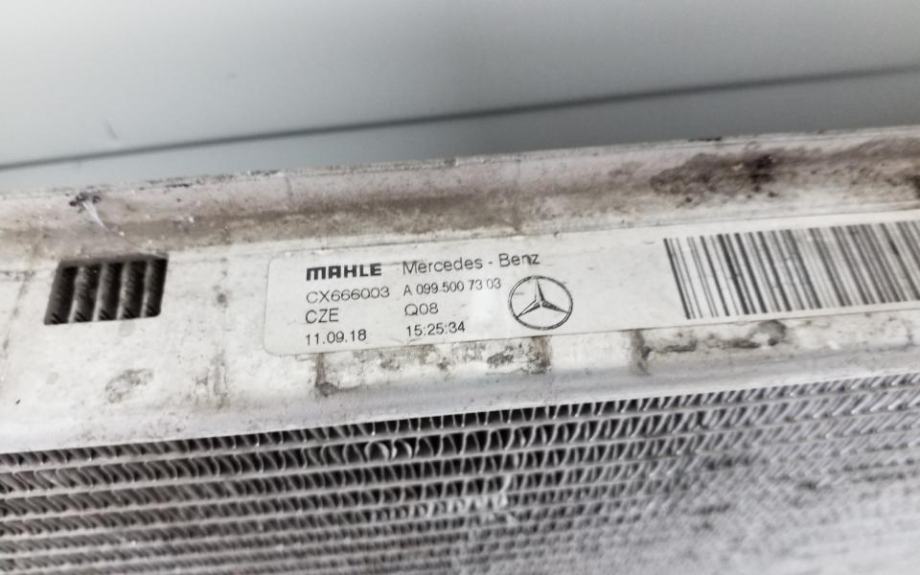 MAHLE Mercedes - Benz
CX666003 A 099 500 73 03
CZE Q08
11.09.18 15:25:34